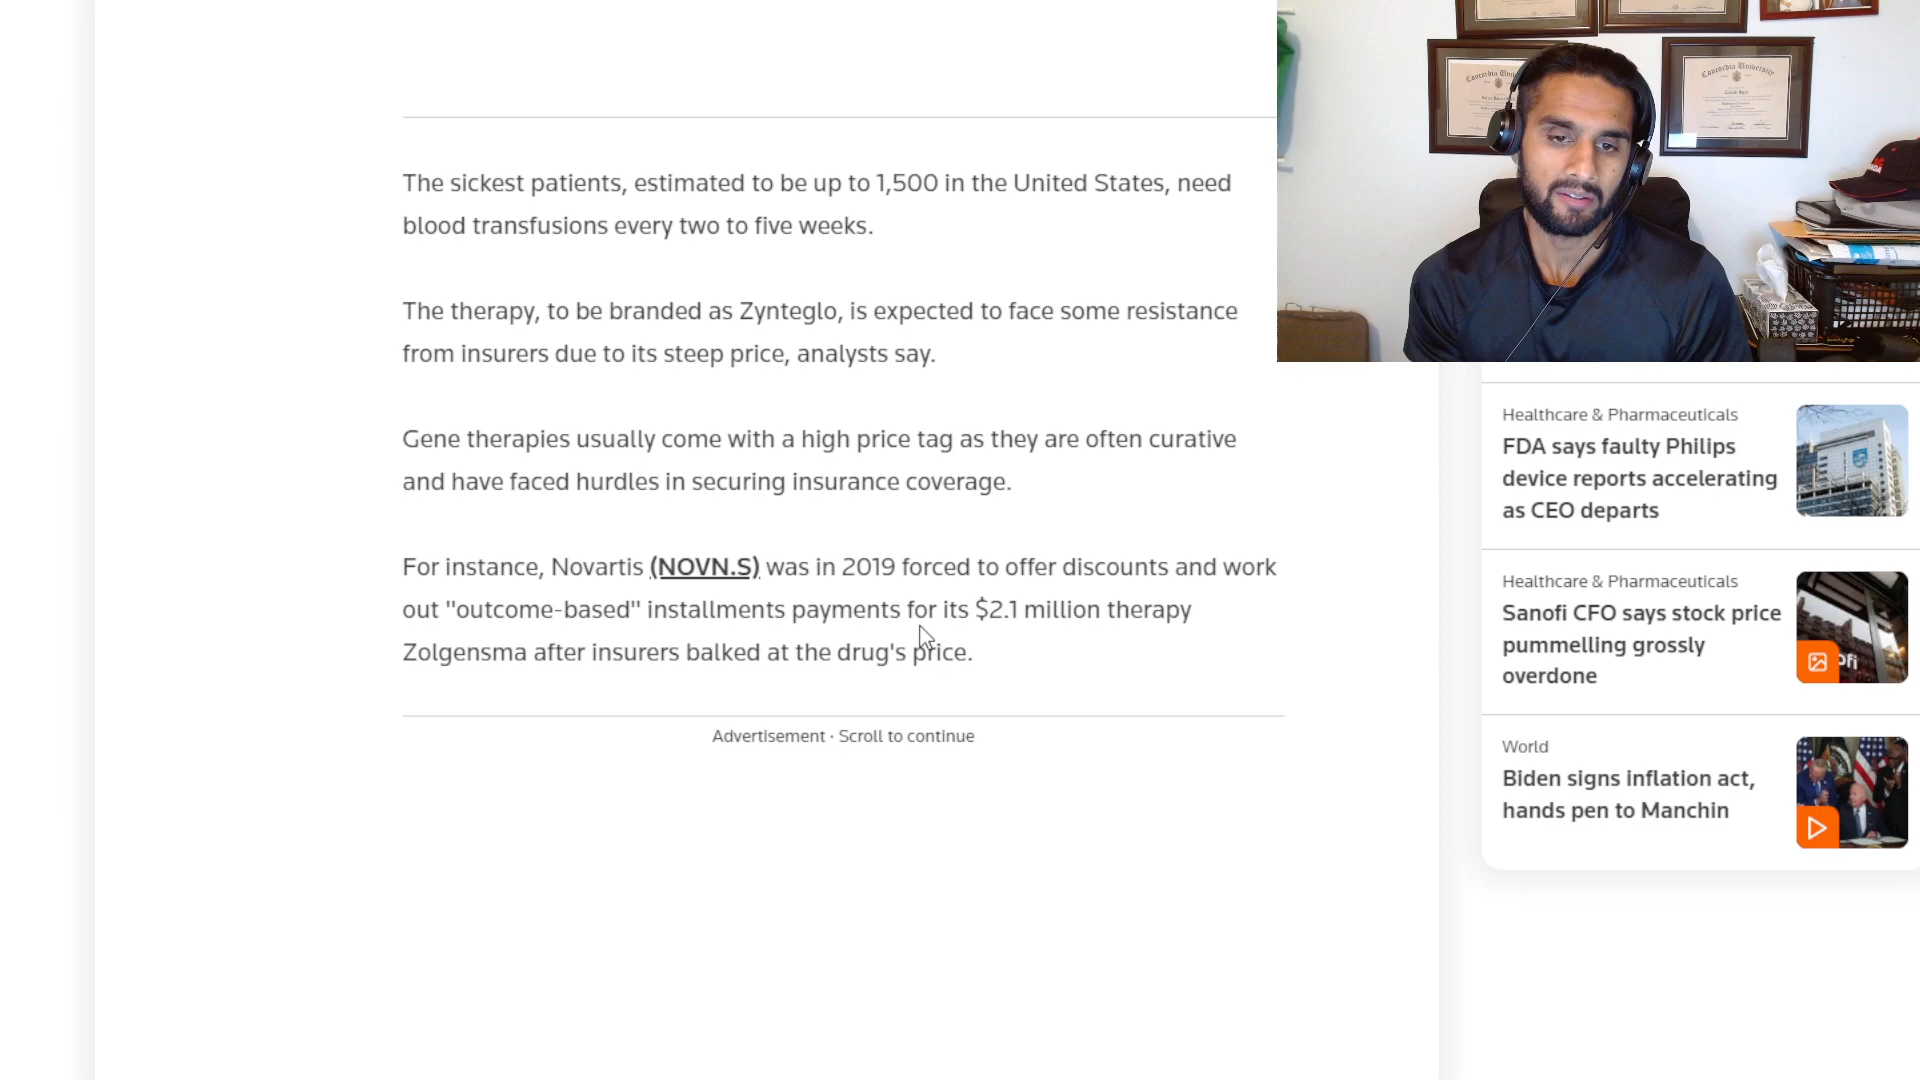 The sickest patients, estimated to be up to 1,500 in the United States, need
blood transfusions every two to five weeks.
The therapy, to be branded as Zynteglo, is expected to face some resistance
from insurers due to its steep price, analysts say.
Gene therapies usually come with a high price tag as they are often curative
and have faced hurdles in securing insurance coverage.
For instance, Novartis (NOVN.S) was in 2019 forced to offer discounts and work
out "outcome-based" installments payments for its $2.1 million therapy
Zolgensma after insurers balked at the drug's price.
Advertisement · Scroll to continue
Concordia University
Healthcare & Pharmaceuticals
FDA says faulty Philips
device reports accelerating
as CEO departs
Healthcare & Pharmaceuticals
Sanofi CFO says stock price
pummelling grossly
overdone
World
Biden signs inflation act,
hands pen to Manchin